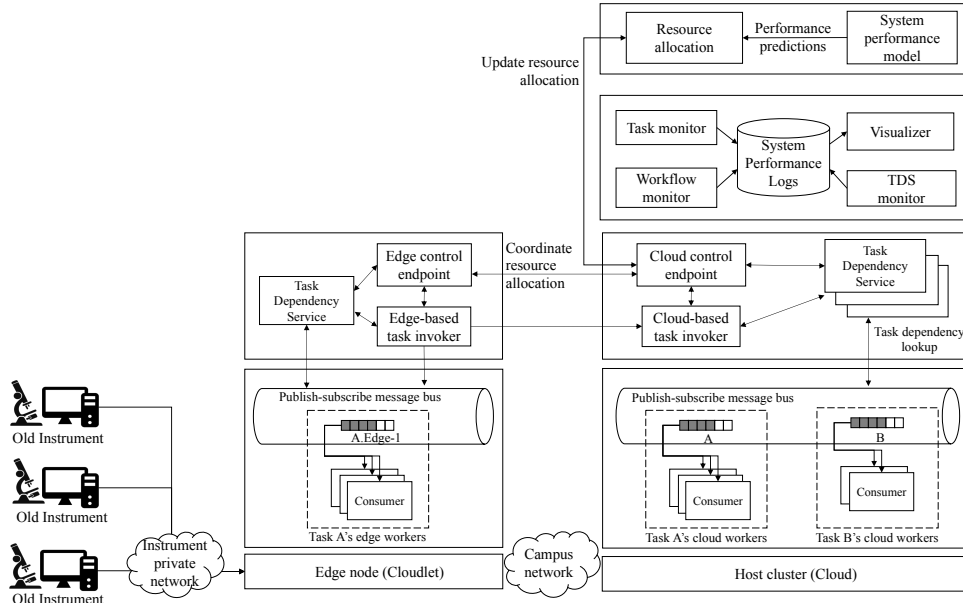 Resource
allocation
Performance
predictions
System
performance
model
Update resource
allocation
Task monitor
Workflow
monitor
System
Performance
Logs
Visualizer
TDS
monitor
Edge control
endpoint
Task
Dependency
Service
Edge-based
task invoker
Coordinate
resource
allocation
Cloud control
endpoint
Cloud-based
task invoker
Task
Dependency
Service
Task dependency
lookup
Publish-subscribe message bus
A.Edge-1
Consumer
Task A's edge workers
Publish-subscribe message bus
A
Consumer
Task A's cloud workers
B
Consumer
Task B's cloud workers
Old Instrument
Old Instrument
Old Instrument
Instrument
private
network
Edge node (Cloudlet)
Campus
network
Host cluster (Cloud)